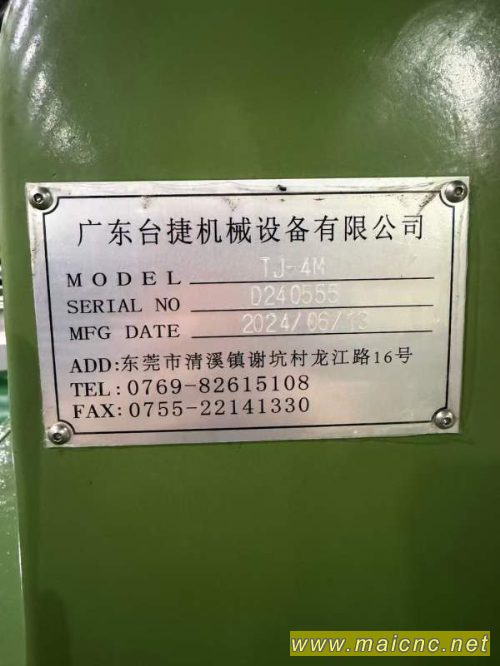 广东台捷机械设备有限公司
MODEL TJ-4M
SERIAL NO D240555
MFG DATE 2024/06/13
ADD:东莞市清溪镇谢坑村龙江路16号
TEL:0769-82615108
FAX:0755-22141330
www.maicnc.net